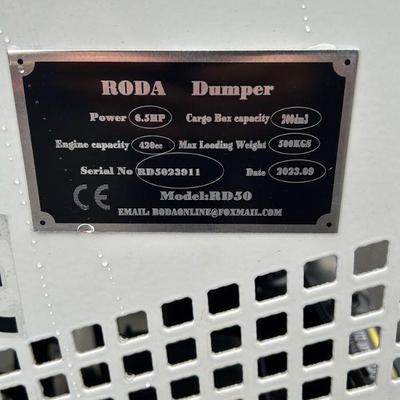 RODA Dumper
Power 6.5HP Cargo Box capacity 200dm3
Engine capacity 420cc Max Loading Weight 500KGS
Serial No RD5023911 Date 2023.09
CE Model:RD50
EMAIL: RODAONLINE@FOXMAIL.COM